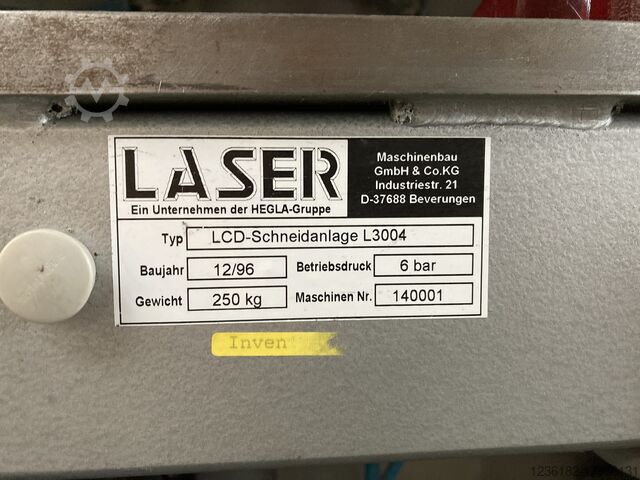 LASER
Ein Unternehmen der HEGLA-Gruppe
Maschinenbau
GmbH & Co.KG
Industriestr. 21
D-37688 Beverungen
Typ LCD-Schneidanlage L3004
Baujahr 12/96 Betriebsdruck 6 bar
Gewicht 250 kg Maschinen Nr. 140001
Inven